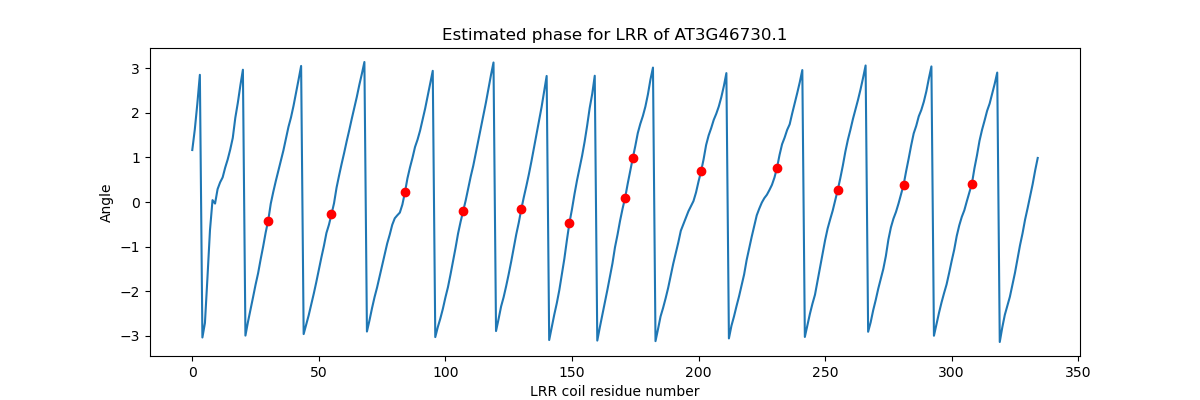 Estimated phase for LRR of AT3G46730.1
3
2
1
0
−1
−2
−3
Angle
0 50 100 150 200 250 300 350
LRR coil residue number